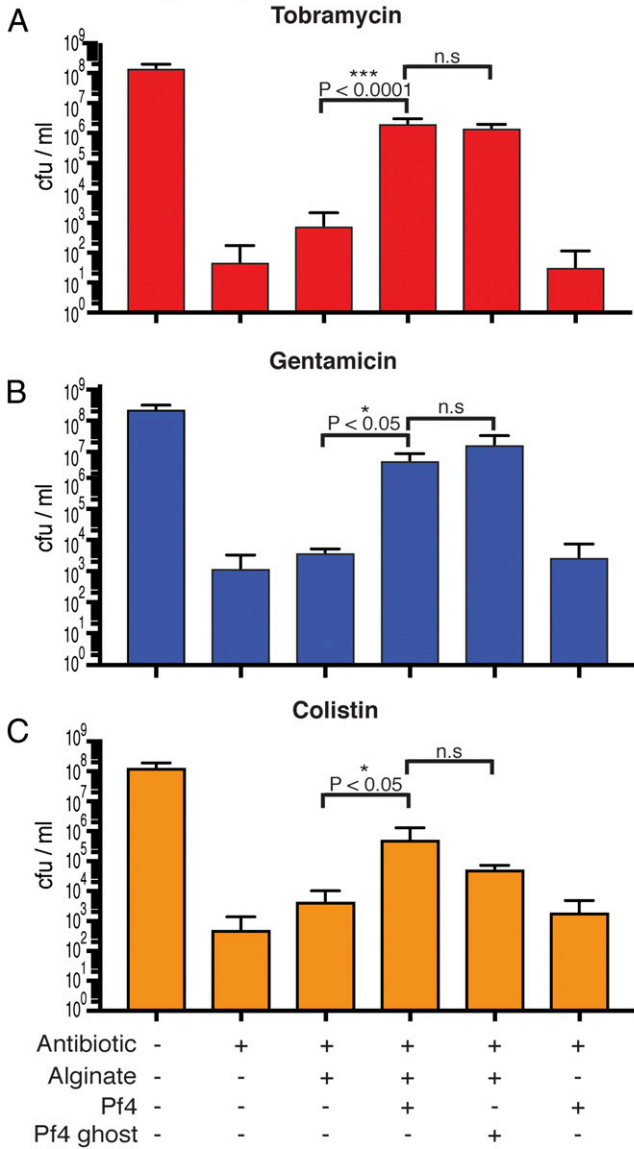 A
Tobramycin
cfu / ml
10⁹
10⁸
10⁷
10⁶
10⁵
10⁴
10³
10²
10¹
10⁰
***
P < 0.0001
n.s
B
Gentamicin
cfu / ml
10⁹
10⁸
10⁷
10⁶
10⁵
10⁴
10³
10²
10¹
10⁰
*
P < 0.05
n.s
C
Colistin
cfu / ml
10⁹
10⁸
10⁷
10⁶
10⁵
10⁴
10³
10²
10¹
10⁰
*
P < 0.05
n.s
Antibiotic - + + + + +
Alginate - - + + + -
Pf4 - - - + - +
Pf4 ghost - - - - + -